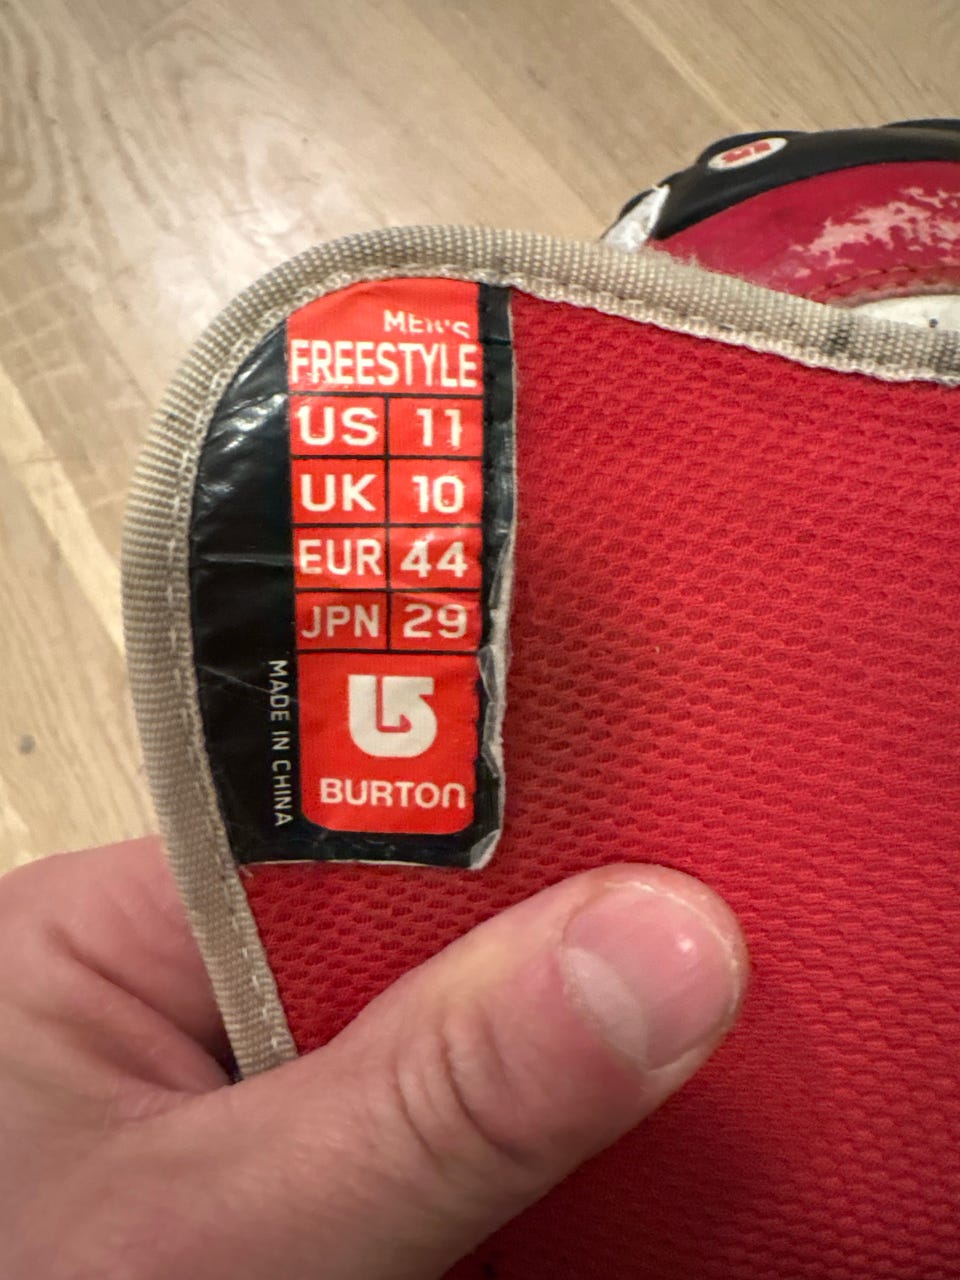 MEN'S
FREESTYLE
US 11
UK 10
EUR 44
JPN 29
BURTON
MADE IN CHINA